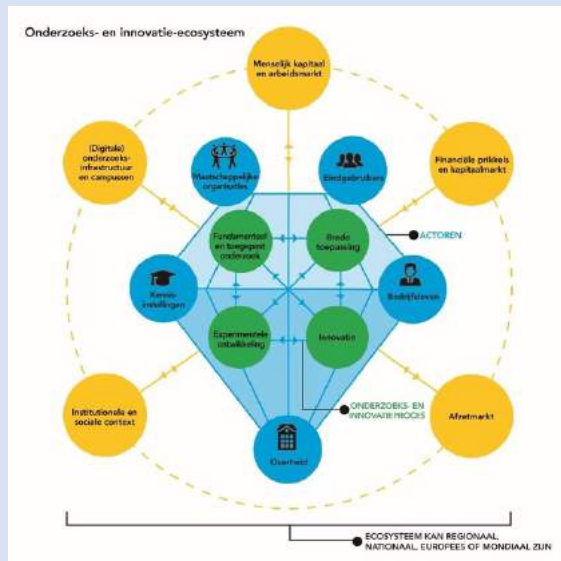 Onderzoeks- en innovatie-ecosysteem
Menselijk kapitaal
en arbeidsmarkt
(Digitale)
onderzoeks-
infrastructuur
en campussen
Maatschappelijke
organisaties
Eindgebruikers
Financiële prikkels
en kapitaalmarkt
Fundamenteel
en toegepast
onderzoek
Brede
toepassing
ACTOREN
Kennis-
instellingen
Bedrijfsleven
Experimentele
ontwikkeling
Innovatie
Institutionele en
sociale context
ONDERZOEKS- EN
INNOVATIEPROCES
Afzetmarkt
Overheid
ECOSYSTEEM KAN REGIONAAL,
NATIONAAL, EUROPEES OF MONDIAAL ZIJN